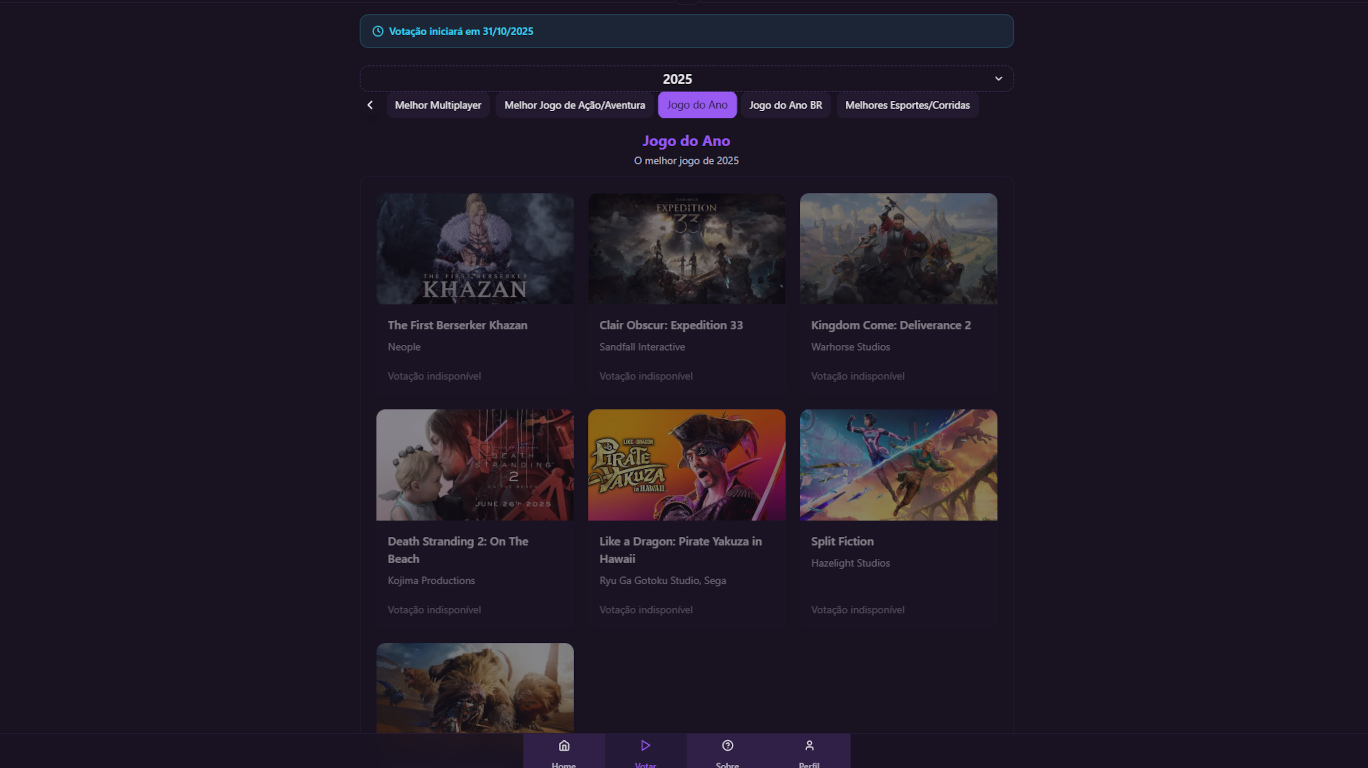 Votação iniciará em 31/10/2025
2025
Melhor Multiplayer
Melhor Jogo de Ação/Aventura
Jogo do Ano
Jogo do Ano BR
Melhores Esportes/Corridas
Jogo do Ano
O melhor jogo de 2025
THE FIRST BERSERKER
KHAZAN
EXPEDITION
33
The First Berserker Khazan
Clair Obscur: Expedition 33
Kingdom Come: Deliverance 2
Neople
Sandfall Interactive
Warhorse Studios
Votação indisponível
Votação indisponível
Votação indisponível
DEATH
STRANDING
2
ON THE BEACH
JUNE 26TH 2025
LIKE A DRAGON
PIRATE
YAKUZA
IN HAWAII
Death Stranding 2: On The
Beach
Like a Dragon: Pirate Yakuza in
Hawaii
Split Fiction
Kojima Productions
Ryu Ga Gotoku Studio, Sega
Hazelight Studios
Votação indisponível
Votação indisponível
Votação indisponível
Home
Votar
Sobre
Perfil